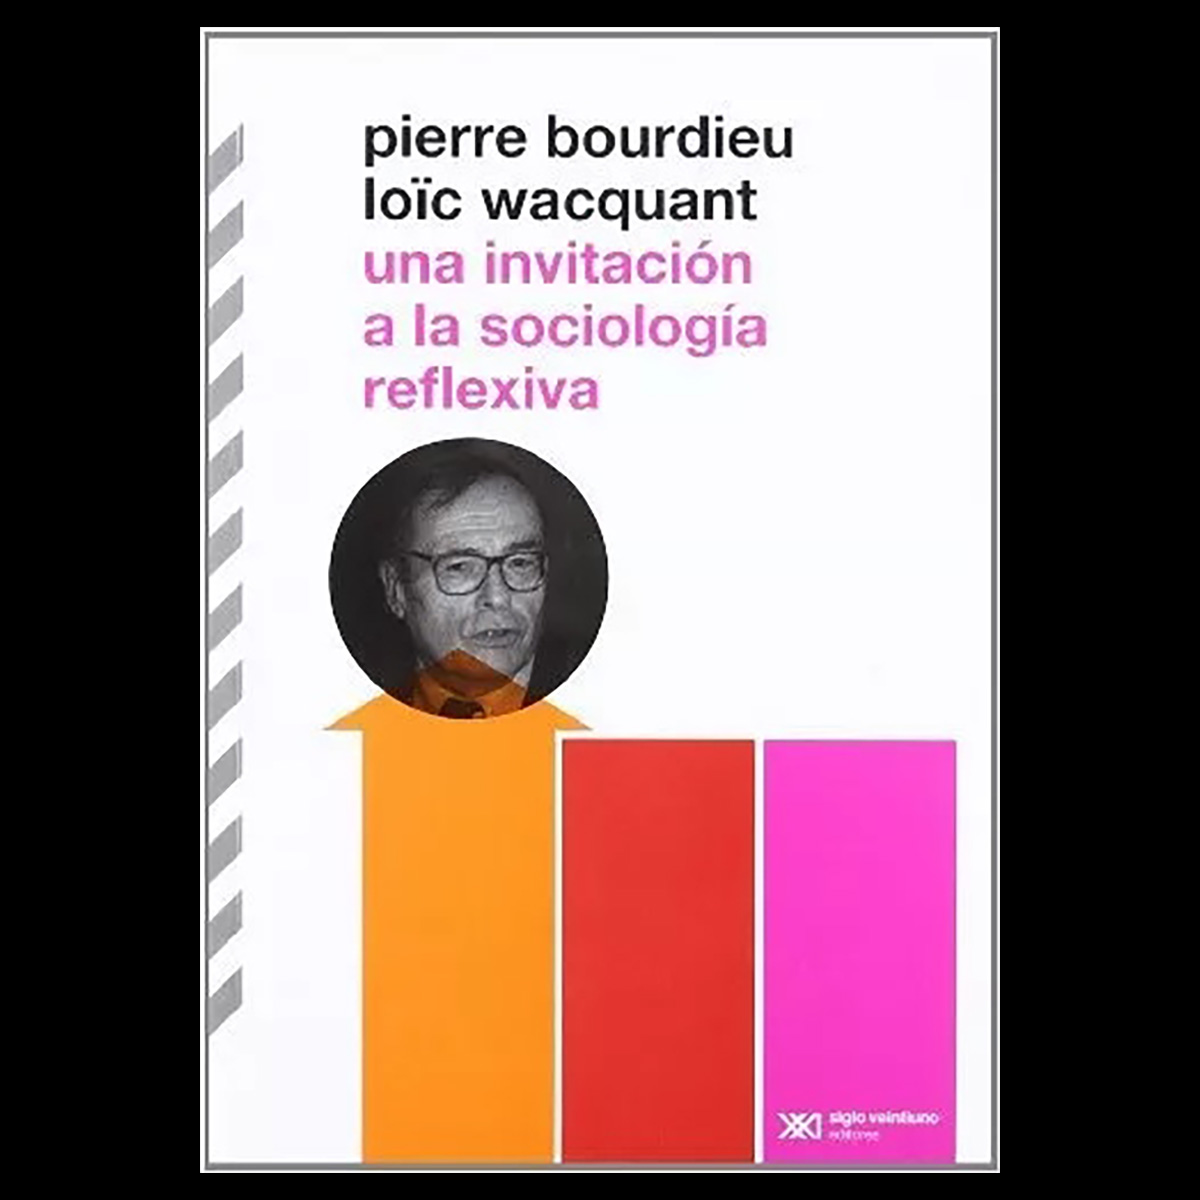 pierre bourdieu
loïc wacquant
una invitación
a la sociología
reflexiva
siglo veintiuno
editores